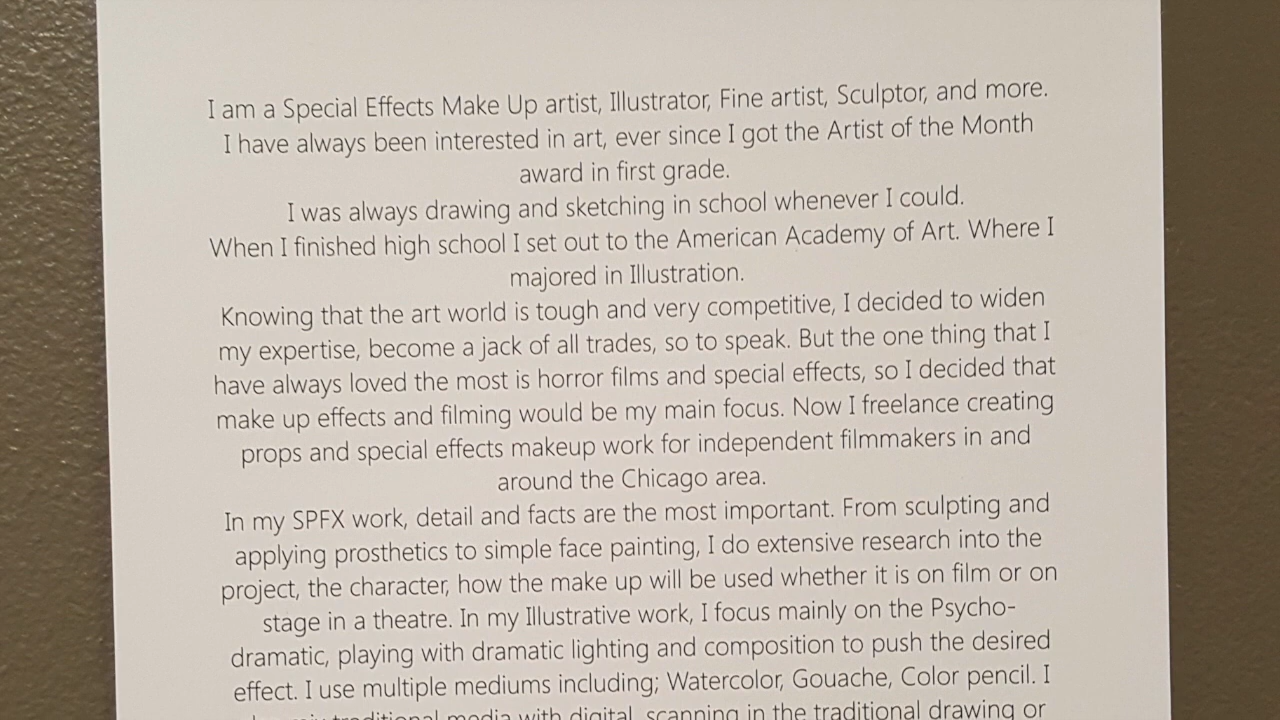 I am a Special Effects Make Up artist, Illustrator, Fine artist, Sculptor, and more.
I have always been interested in art, ever since I got the Artist of the Month
award in first grade.
I was always drawing and sketching in school whenever I could.
When I finished high school I set out to the American Academy of Art. Where I
majored in Illustration.
Knowing that the art world is tough and very competitive, I decided to widen
my expertise, become a jack of all trades, so to speak. But the one thing that I
have always loved the most is horror films and special effects, so I decided that
make up effects and filming would be my main focus. Now I freelance creating
props and special effects makeup work for independent filmmakers in and
around the Chicago area.
In my SPFX work, detail and facts are the most important. From sculpting and
applying prosthetics to simple face painting, I do extensive research into the
project, the character, how the make up will be used whether it is on film or on
stage in a theatre. In my Illustrative work, I focus mainly on the Psycho-
dramatic, playing with dramatic lighting and composition to push the desired
effect. I use multiple mediums including; Watercolor, Gouache, Color pencil. I
traditional media with digital, scanning in the traditional drawing or